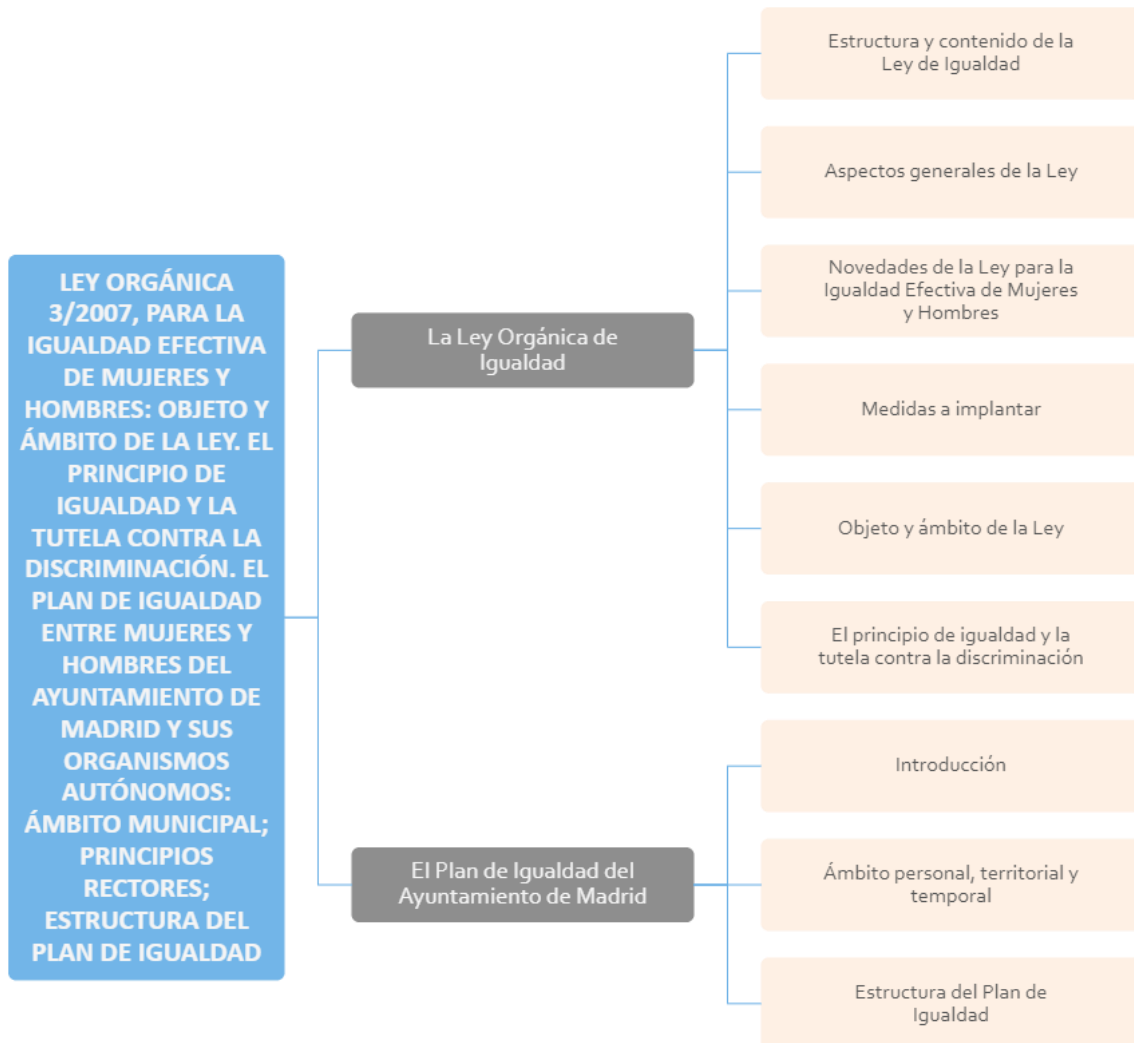 LEY ORGÁNICA
3/2007, PARA LA
IGUALDAD EFECTIVA
DE MUJERES Y
HOMBRES: OBJETO Y
ÁMBITO DE LA LEY. EL
PRINCIPIO DE
IGUALDAD Y LA
TUTELA CONTRA LA
DISCRIMINACIÓN. EL
PLAN DE IGUALDAD
ENTRE MUJERES Y
HOMBRES DEL
AYUNTAMIENTO DE
MADRID Y SUS
ORGANISMOS
AUTÓNOMOS:
ÁMBITO MUNICIPAL;
PRINCIPIOS
RECTORES;
ESTRUCTURA DEL
PLAN DE IGUALDAD
La Ley Orgánica de
Igualdad
Estructura y contenido de la
Ley de Igualdad
Aspectos generales de la Ley
Novedades de la Ley para la
Igualdad Efectiva de Mujeres
y Hombres
Medidas a implantar
Objeto y ámbito de la Ley
El principio de igualdad y la
tutela contra la discriminación
El Plan de Igualdad del
Ayuntamiento de Madrid
Introducción
Ámbito personal, territorial y
temporal
Estructura del Plan de
Igualdad